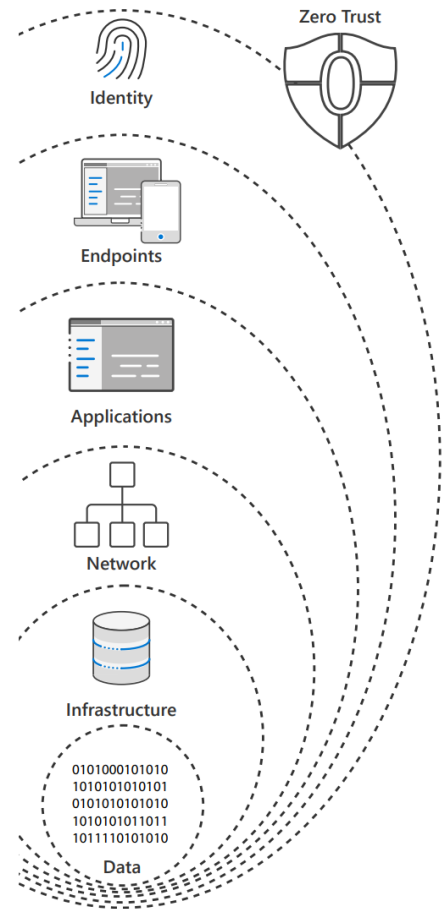 Zero Trust
Identity
Endpoints
Applications
Network
Infrastructure
0101000101010
1010101010101
0101010101010
1010101011011
1011110101010
Data